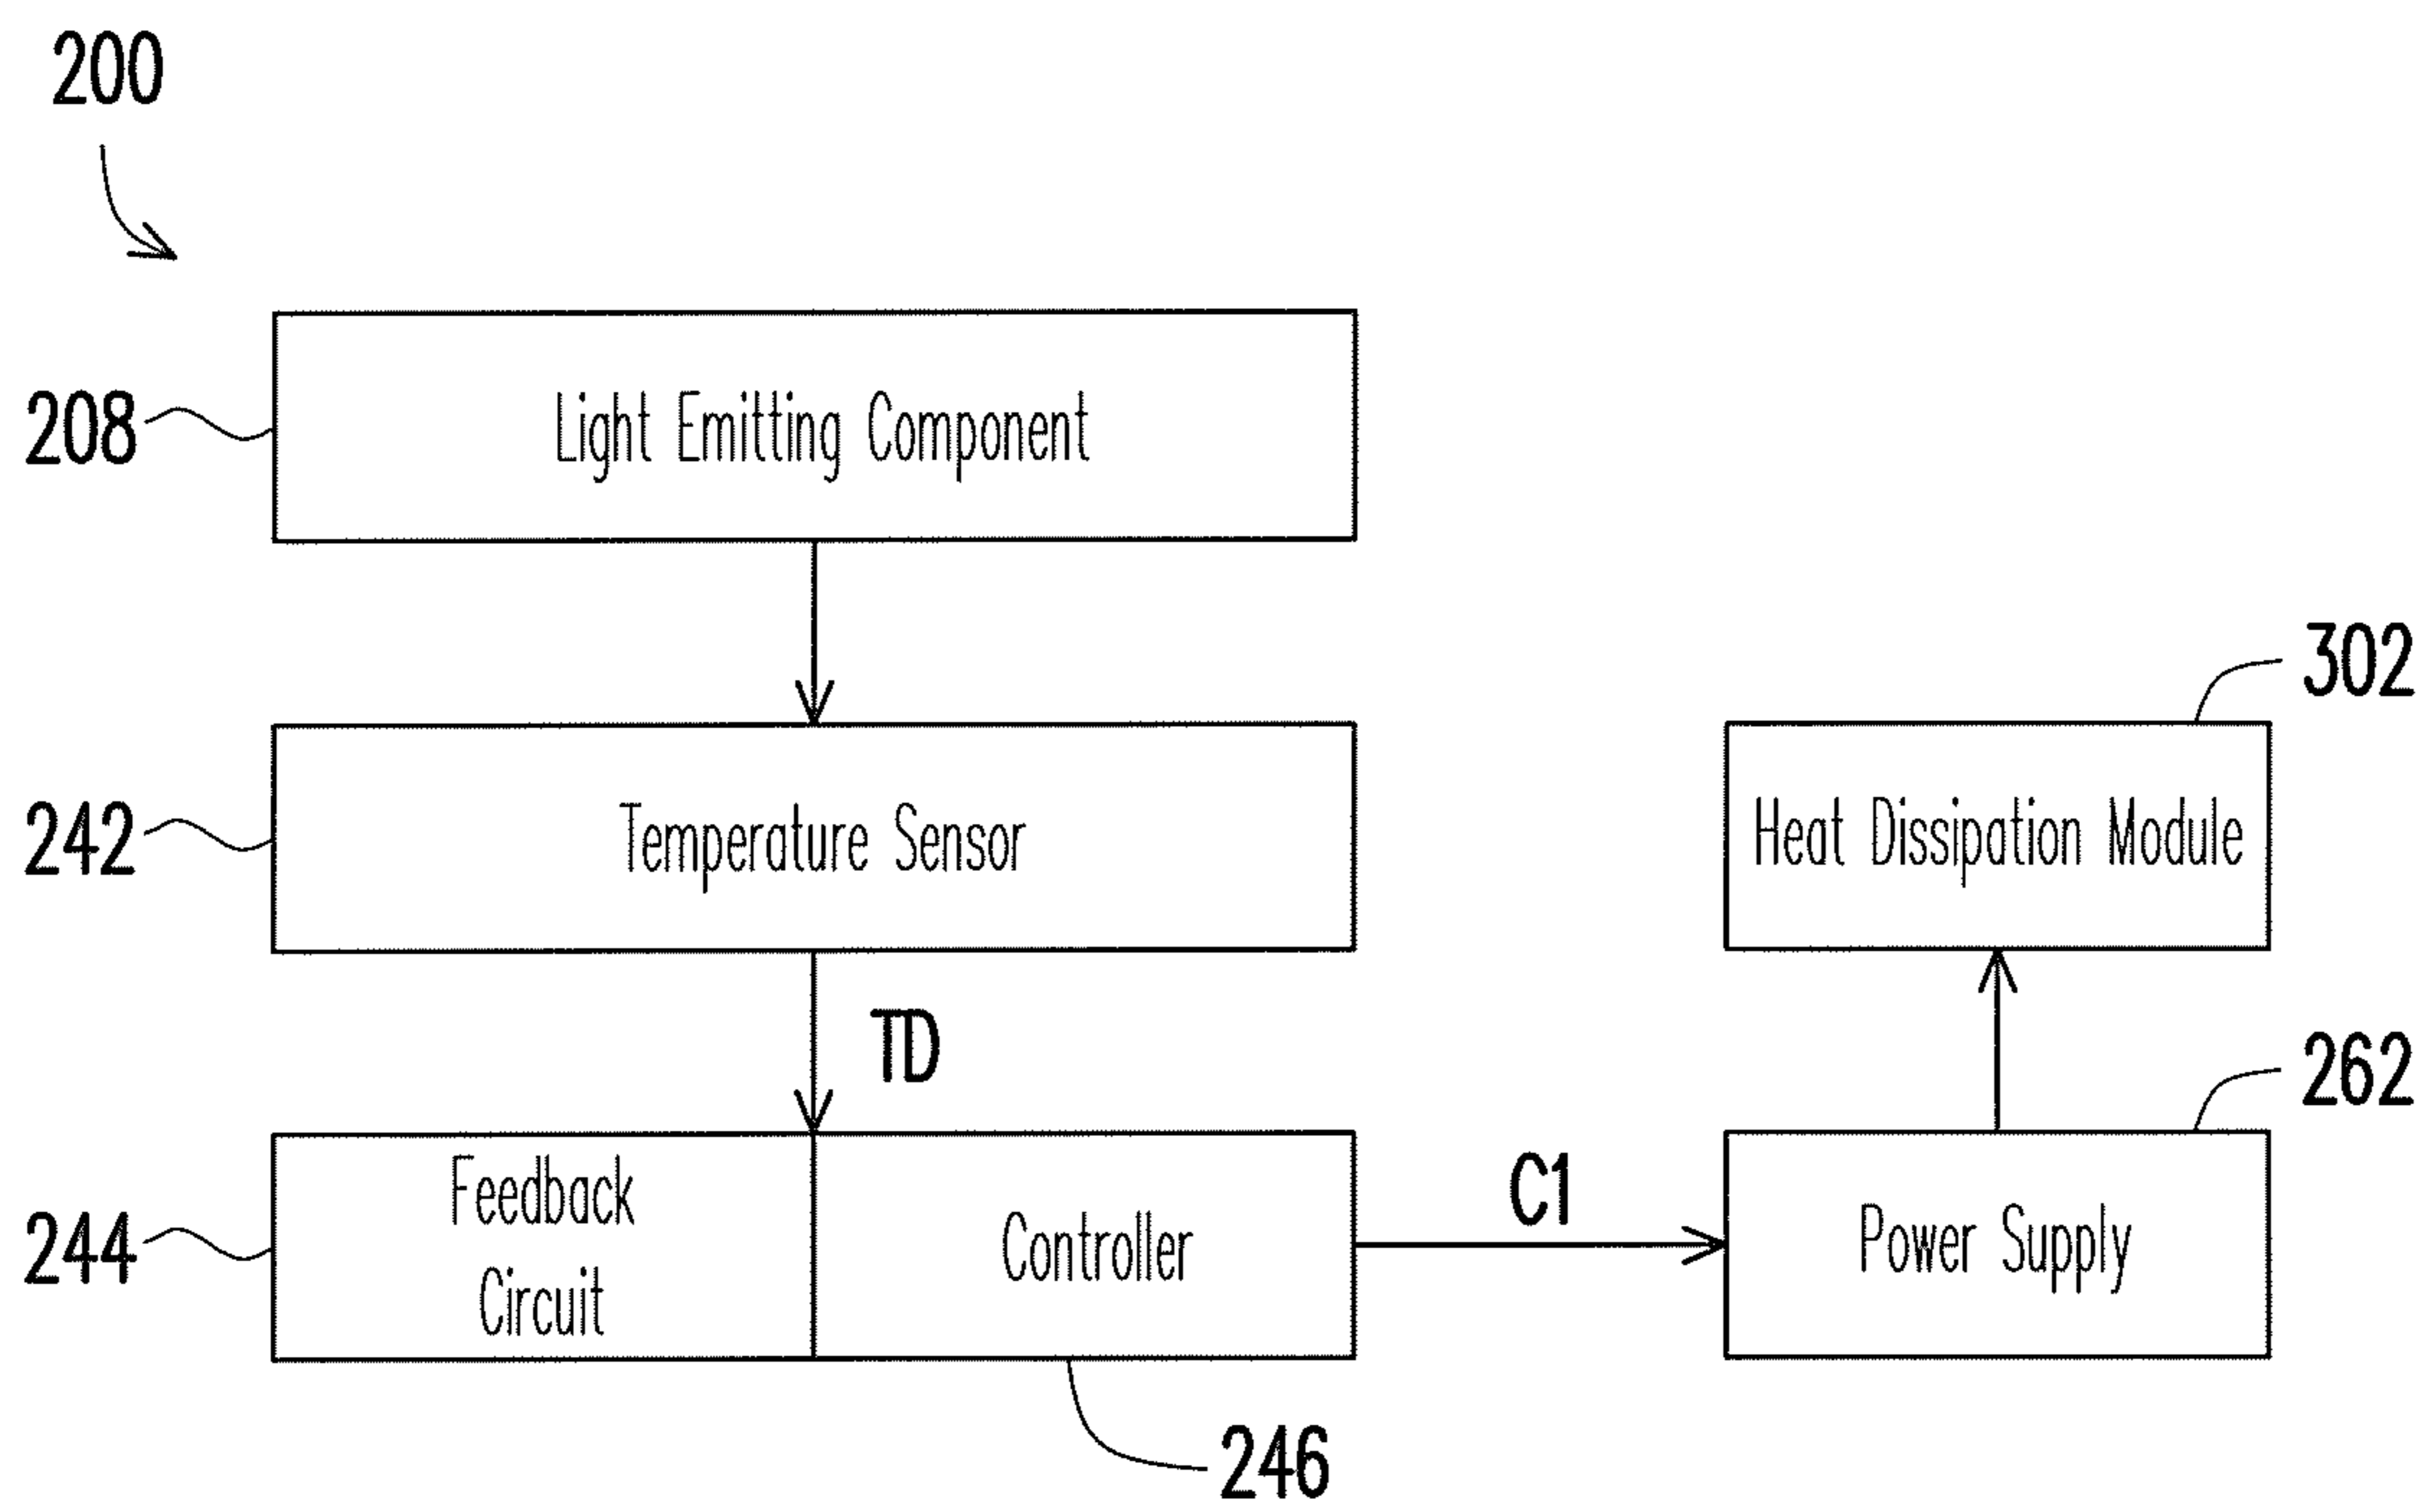 200
208
Light Emitting Component
302
242
Temperature Sensor
Heat Dissipation Module
TD
262
244
Feedback
Circuit
Controller
C1
Power Supply
246